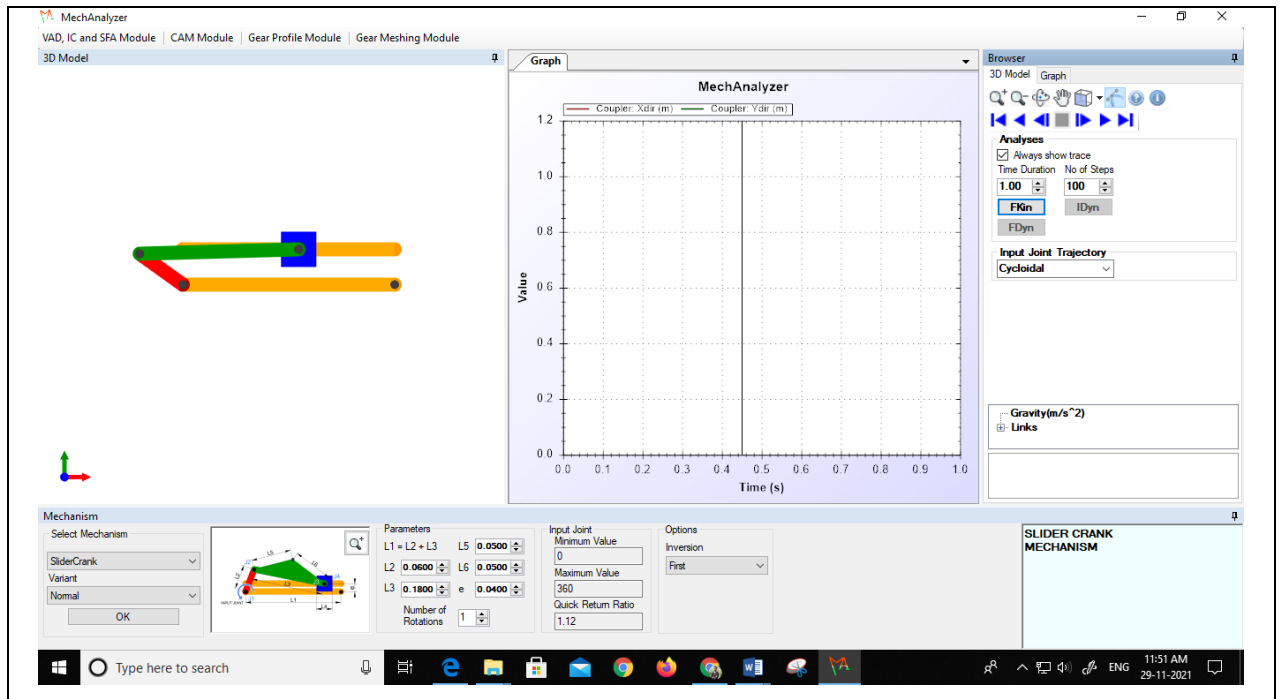 MechAnalyzer
VAD, IC and SFA Module CAM Module Gear Profile Module Gear Meshing Module
3D Model
Graph
MechAnalyzer
Coupler: Xdir (m) Coupler: Ydir (m)
1.2
1.0
0.8
0.6
0.4
0.2
0.0
Value
0.0 0.1 0.2 0.3 0.4 0.5 0.6 0.7 0.8 0.9 1.0
Time (s)
Browser
3D Model Graph
Analyses
Always show trace
Time Duration No of Steps
1.00 100
FKin IDyn
FDyn
Input Joint Trajectory
Cycloidal
Gravity(m/s^2)
Links
Mechanism
Select Mechanism
SliderCrank
Variant
Normal
OK
Parameters
L1 = L2 + L3 L5 0.0500
L2 0.0600 L6 0.0500
L3 0.1800 e 0.0400
Number of
Rotations 1
Input Joint
Minimum Value
0
Maximum Value
360
Quick Return Ratio
1.12
Options
Inversion
First
SLIDER CRANK
MECHANISM
Type here to search
ENG
11:51 AM
29-11-2021